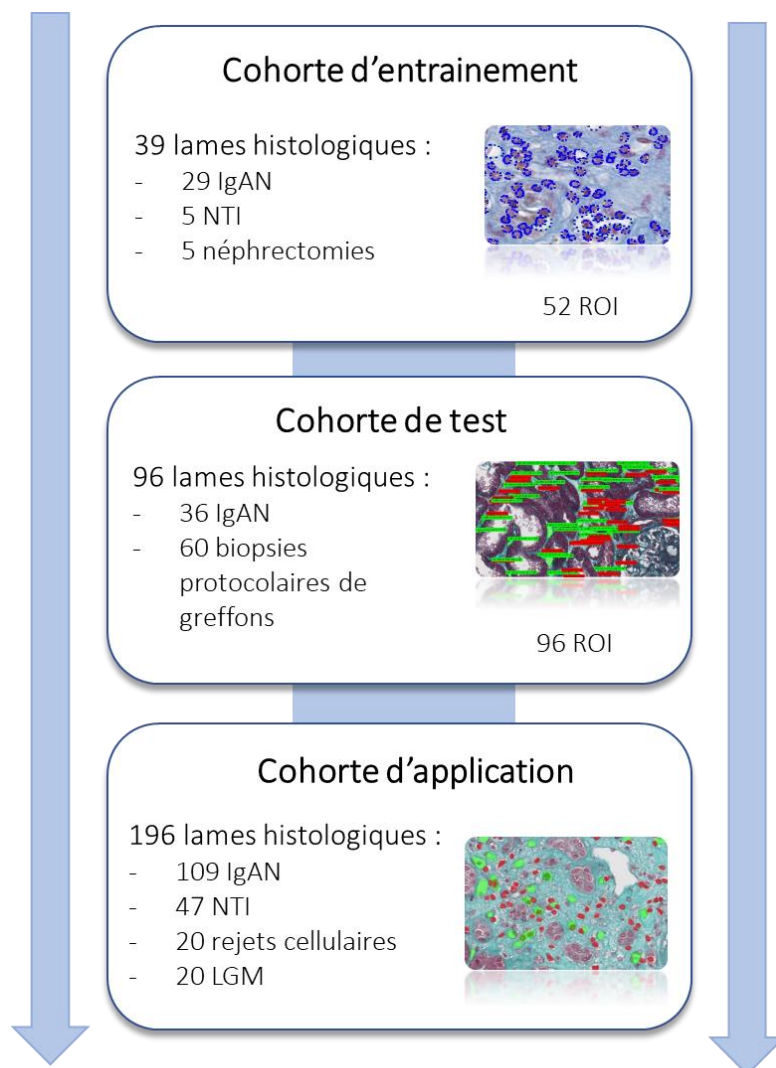 Cohorte d'entrainement
39 lames histologiques :
- 29 IgAN
- 5 NTI
- 5 néphrectomies
52 ROI
Cohorte de test
96 lames histologiques :
- 36 IgAN
- 60 biopsies
protocolaires de
greffons
96 ROI
Cohorte d'application
196 lames histologiques :
- 109 IgAN
- 47 NTI
- 20 rejets cellulaires
- 20 LGM